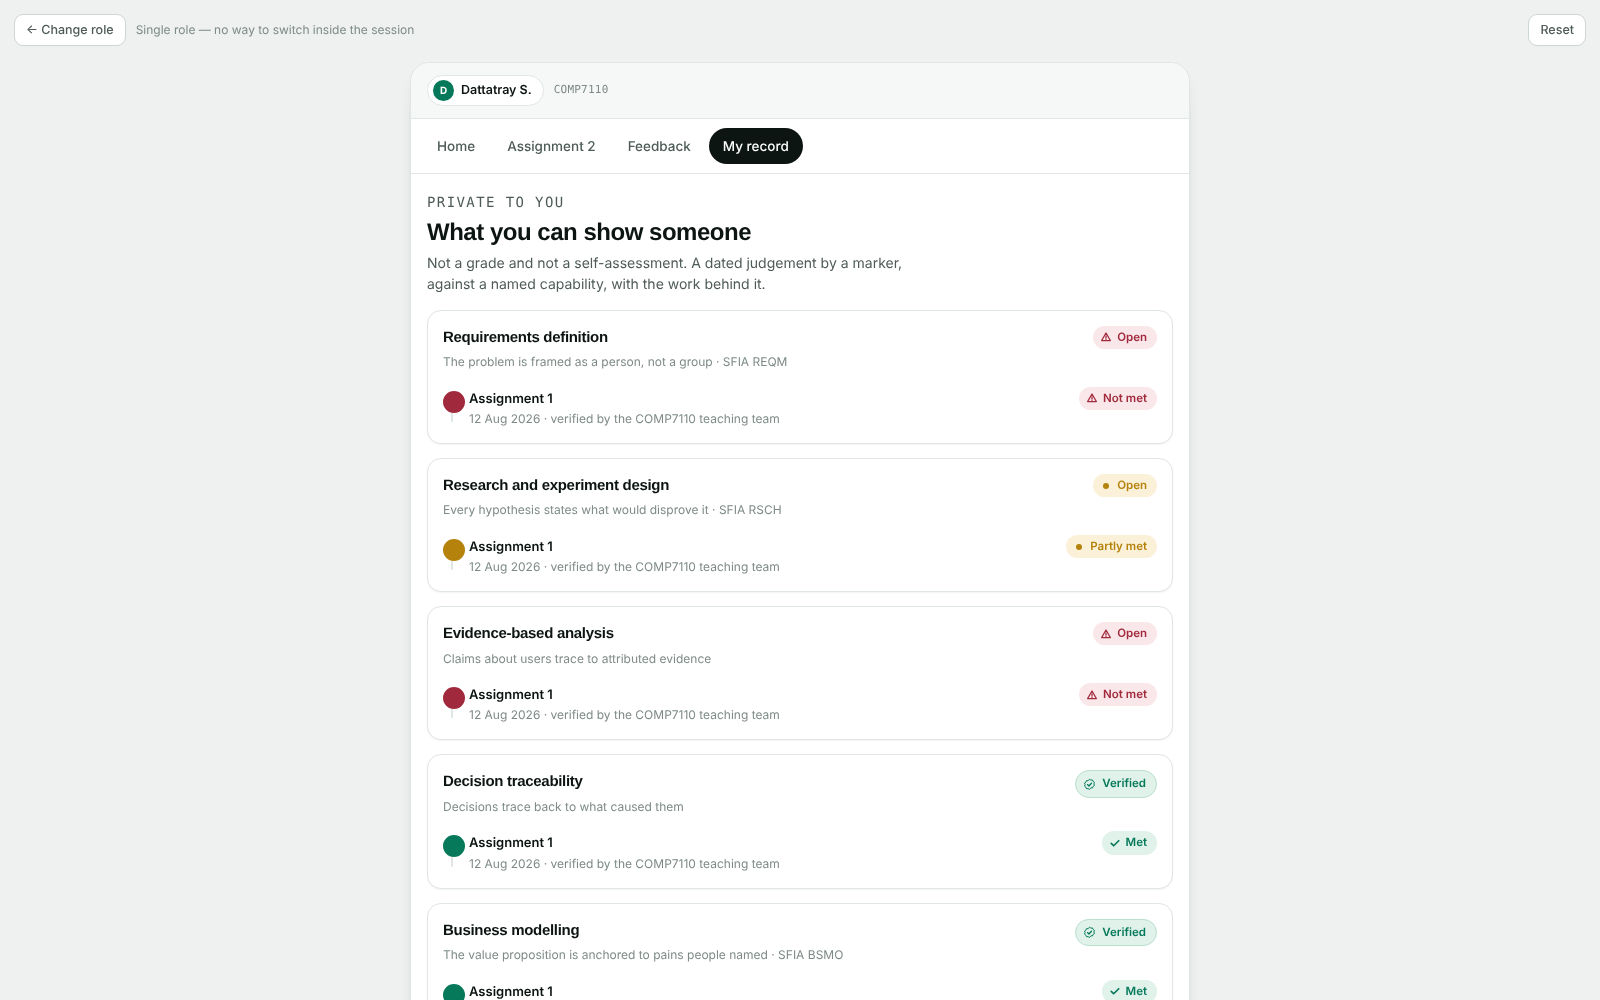 ← Change role
Single role — no way to switch inside the session
Reset
D
Dattatray S.
COMP7110
Home
Assignment 2
Feedback
My record
PRIVATE TO YOU
What you can show someone
Not a grade and not a self-assessment. A dated judgement by a marker,
against a named capability, with the work behind it.
Requirements definition
Open
The problem is framed as a person, not a group · SFIA REQM
Assignment 1
Not met
12 Aug 2026 · verified by the COMP7110 teaching team
Research and experiment design
Open
Every hypothesis states what would disprove it · SFIA RSCH
Assignment 1
Partly met
12 Aug 2026 · verified by the COMP7110 teaching team
Evidence-based analysis
Open
Claims about users trace to attributed evidence
Assignment 1
Not met
12 Aug 2026 · verified by the COMP7110 teaching team
Decision traceability
Verified
Decisions trace back to what caused them
Assignment 1
Met
12 Aug 2026 · verified by the COMP7110 teaching team
Business modelling
Verified
The value proposition is anchored to pains people named · SFIA BSMO
Assignment 1
Met